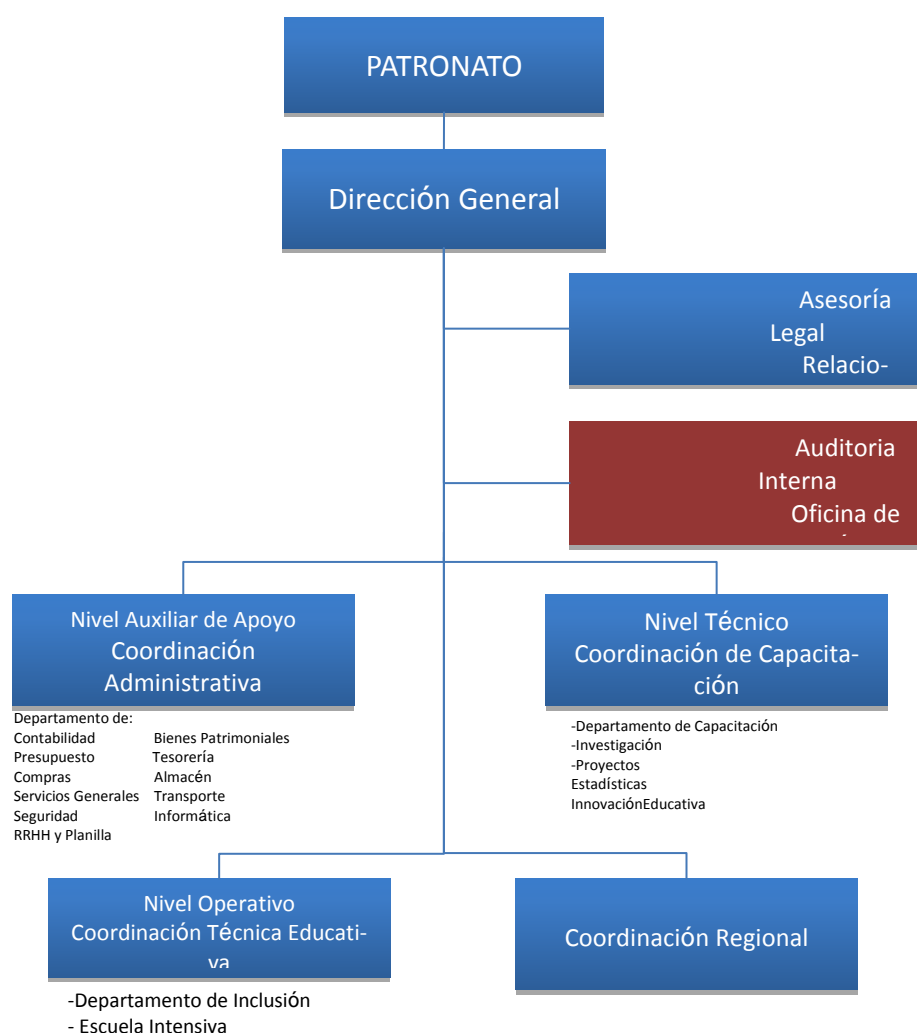 PATRONATO
Dirección General
Asesoría
Legal
Relacio-
Auditoria
Interna
Oficina de
Nivel Auxiliar de Apoyo
Coordinación
Administrativa
Nivel Técnico
Coordinación de Capacita-
ción
Departamento de:
Contabilidad Bienes Patrimoniales
Presupuesto Tesorería
Compras Almacén
Servicios Generales Transporte
Seguridad Informática
RRHH y Planilla
-Departamento de Capacitación
-Investigación
-Proyectos
Estadísticas
InnovaciónEducativa
Nivel Operativo
Coordinación Técnica Educati-
va
Coordinación Regional
-Departamento de Inclusión
- Escuela Intensiva